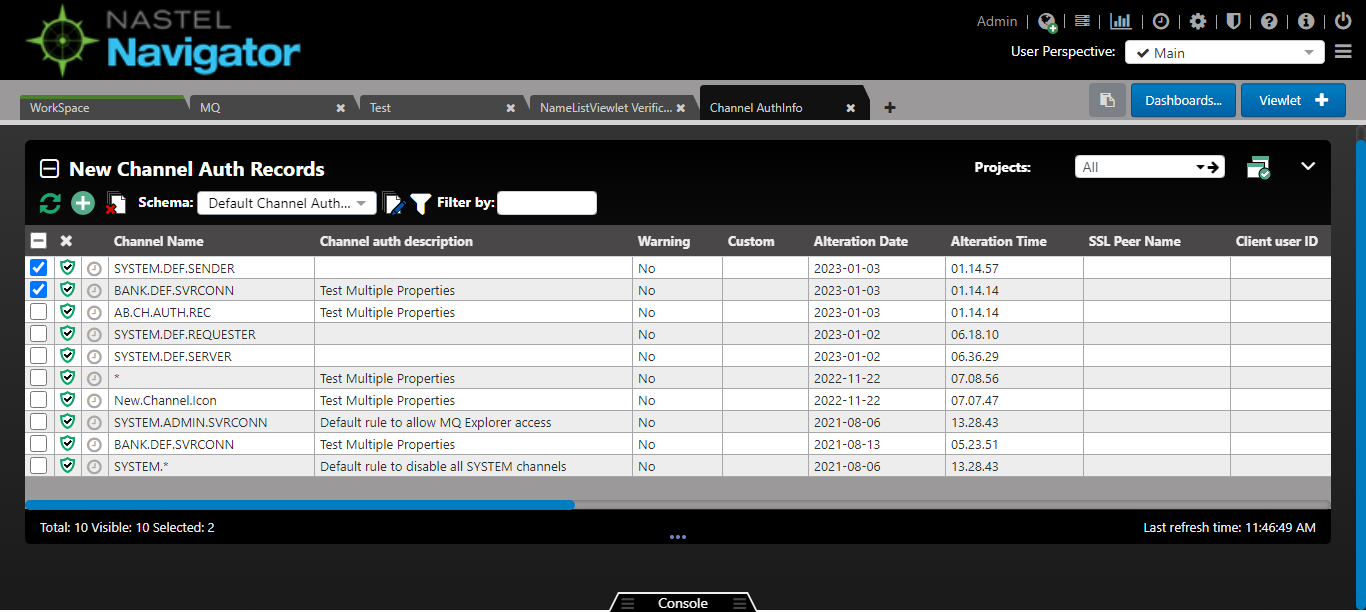 NASTEL
Navigator
Admin
User Perspective: Main
WorkSpace MQ Test NameListViewlet Verific... Channel AuthInfo Dashboards... Viewlet
New Channel Auth Records Projects: All
Schema: Default Channel Auth... Filter by:
Channel Name Channel auth description Warning Custom Alteration Date Alteration Time SSL Peer Name Client user ID
SYSTEM.DEF.SENDER No 2023-01-03 01.14.57
BANK.DEF.SVRCONN Test Multiple Properties No 2023-01-03 01.14.14
AB.CH.AUTH.REC Test Multiple Properties No 2023-01-03 01.14.14
SYSTEM.DEF.REQUESTER No 2023-01-02 06.18.10
SYSTEM.DEF.SERVER No 2023-01-02 06.36.29
* Test Multiple Properties No 2022-11-22 07.08.56
New.Channel.Icon Test Multiple Properties No 2022-11-22 07.07.47
SYSTEM.ADMIN.SVRCONN Default rule to allow MQ Explorer access No 2021-08-06 13.28.43
BANK.DEF.SVRCONN Test Multiple Properties No 2021-08-13 05.23.51
SYSTEM.* Default rule to disable all SYSTEM channels No 2021-08-06 13.28.43
Total: 10 Visible: 10 Selected: 2 Last refresh time: 11:46:49 AM
Console